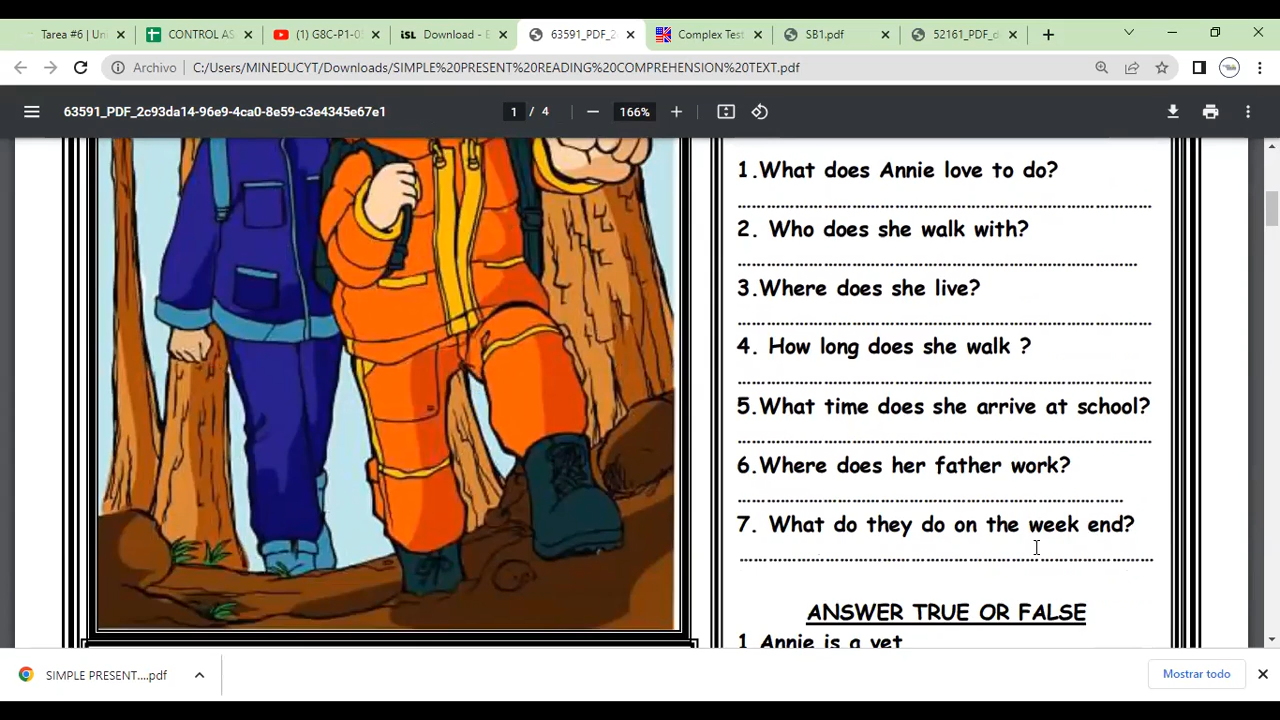 Tarea #6 | Uni
CONTROL AS
(1) G8C-P1-0
iSL
Download - E
63591_PDF_2
Complex Test
SB1.pdf
52161_PDF_d
Archivo
C:/Users/MINEDUCYT/Downloads/SIMPLE%20PRESENT%20READING%20COMPREHENSION%20TEXT.pdf
63591_PDF_2c93da14-96e9-4ca0-8e59-c3e4345e67e1
1 / 4
166%
1.What does Annie love to do?
2. Who does she walk with?
3.Where does she live?
4. How long does she walk ?
5.What time does she arrive at school?
6.Where does her father work?
7. What do they do on the week end?
ANSWER TRUE OR FALSE
1 Annie is a vet
SIMPLE PRESENT....pdf
Mostrar todo